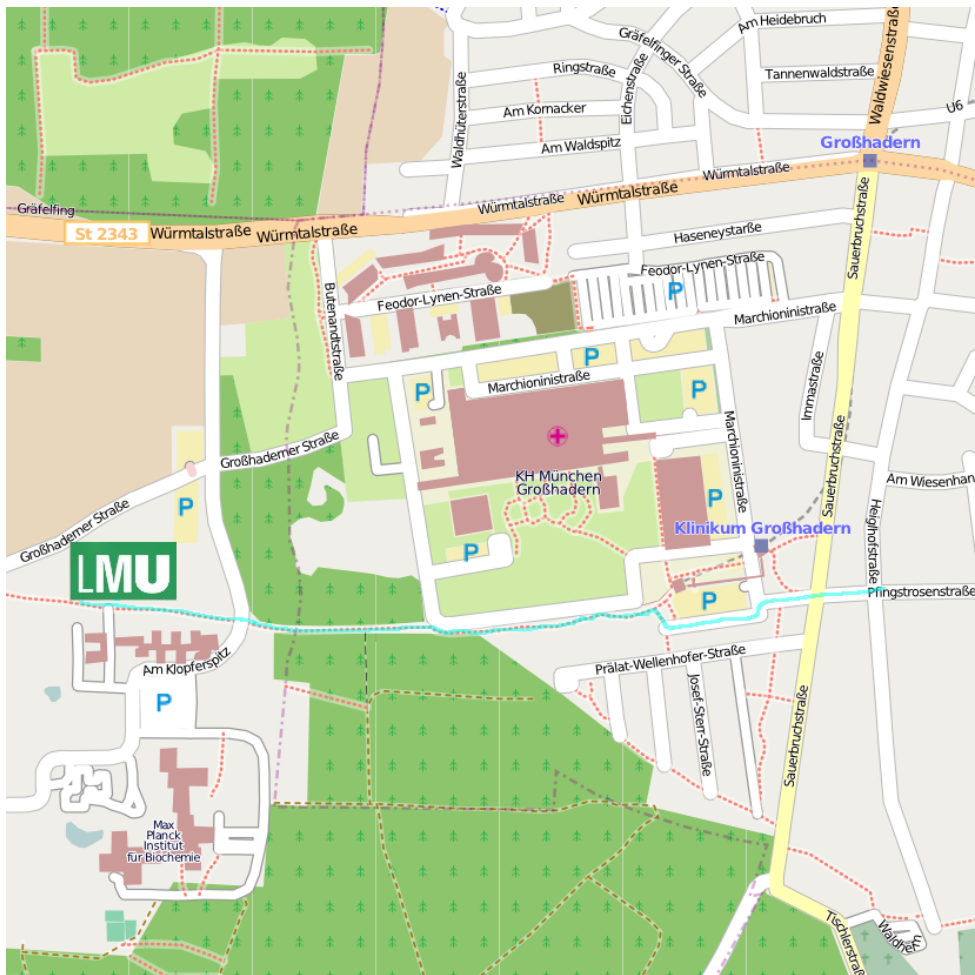 Am Heidebruch
Gräfelfinger Straße
Waldwiesenstraße
Ringstraße
Eichenstraße
Tannenwaldstraße
Waldhüterstraße
Am Kornacker
U6
Am Waldspitz
Großhadern
Würmtalstraße
Würmtalstraße
Würmtalstraße
Gräfelfing
St 2343
Würmtalstraße
Würmtalstraße
Haseneystarße
Sauerbruchstraße
Feodor-Lynen-Straße
Feodor-Lynen-Straße
P
Butenandtstraße
Marchioninistraße
P
Marchioninistraße
P
P
Immastraße
Marchioninistraße
Großhaderner Straße
KH München
Großhadern
Sauerbruchstraße
Am Wiesenhan
P
P
Großhaderner Straße
Klinikum Großhadern
Heiglhofstraße
P
LMU
P
Pfingstrosenstraße
Prälat-Wellenhofer-Straße
Am Klopferspitz
P
Josef-Sterr-Straße
Sauerbruchstraße
Max
Planck
Institut
für Biochemie
Tischlerstraß
Waldherr